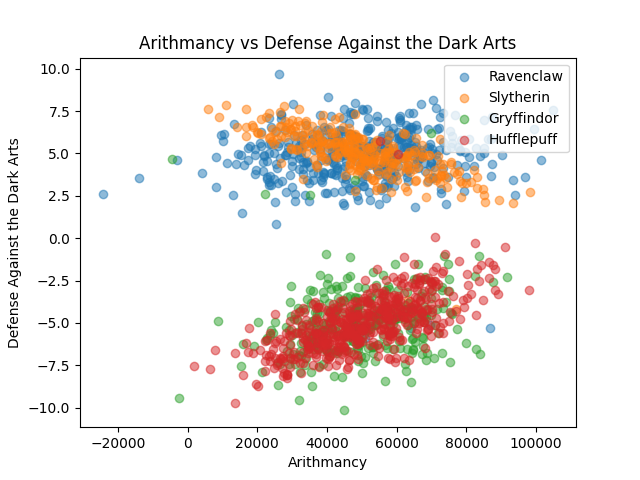 Arithmancy vs Defense Against the Dark Arts
Ravenclaw
Slytherin
Gryffindor
Hufflepuff
Defense Against the Dark Arts
10.0
7.5
5.0
2.5
0.0
−2.5
−5.0
−7.5
−10.0
−20000 0 20000 40000 60000 80000 100000
Arithmancy